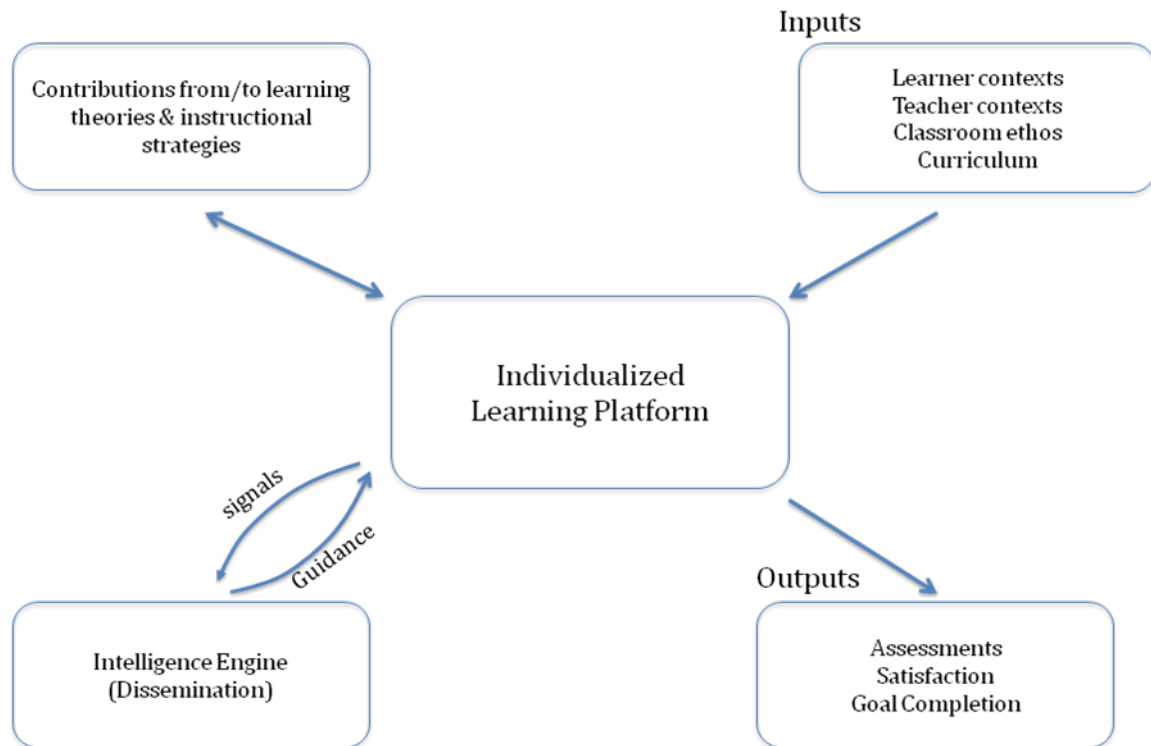 Inputs
Contributions from/to learning
theories & instructional
strategies
Learner contexts
Teacher contexts
Classroom ethos
Curriculum
Individualized
Learning Platform
signals
Guidance
Outputs
Intelligence Engine
(Dissemination)
Assessments
Satisfaction
Goal Completion